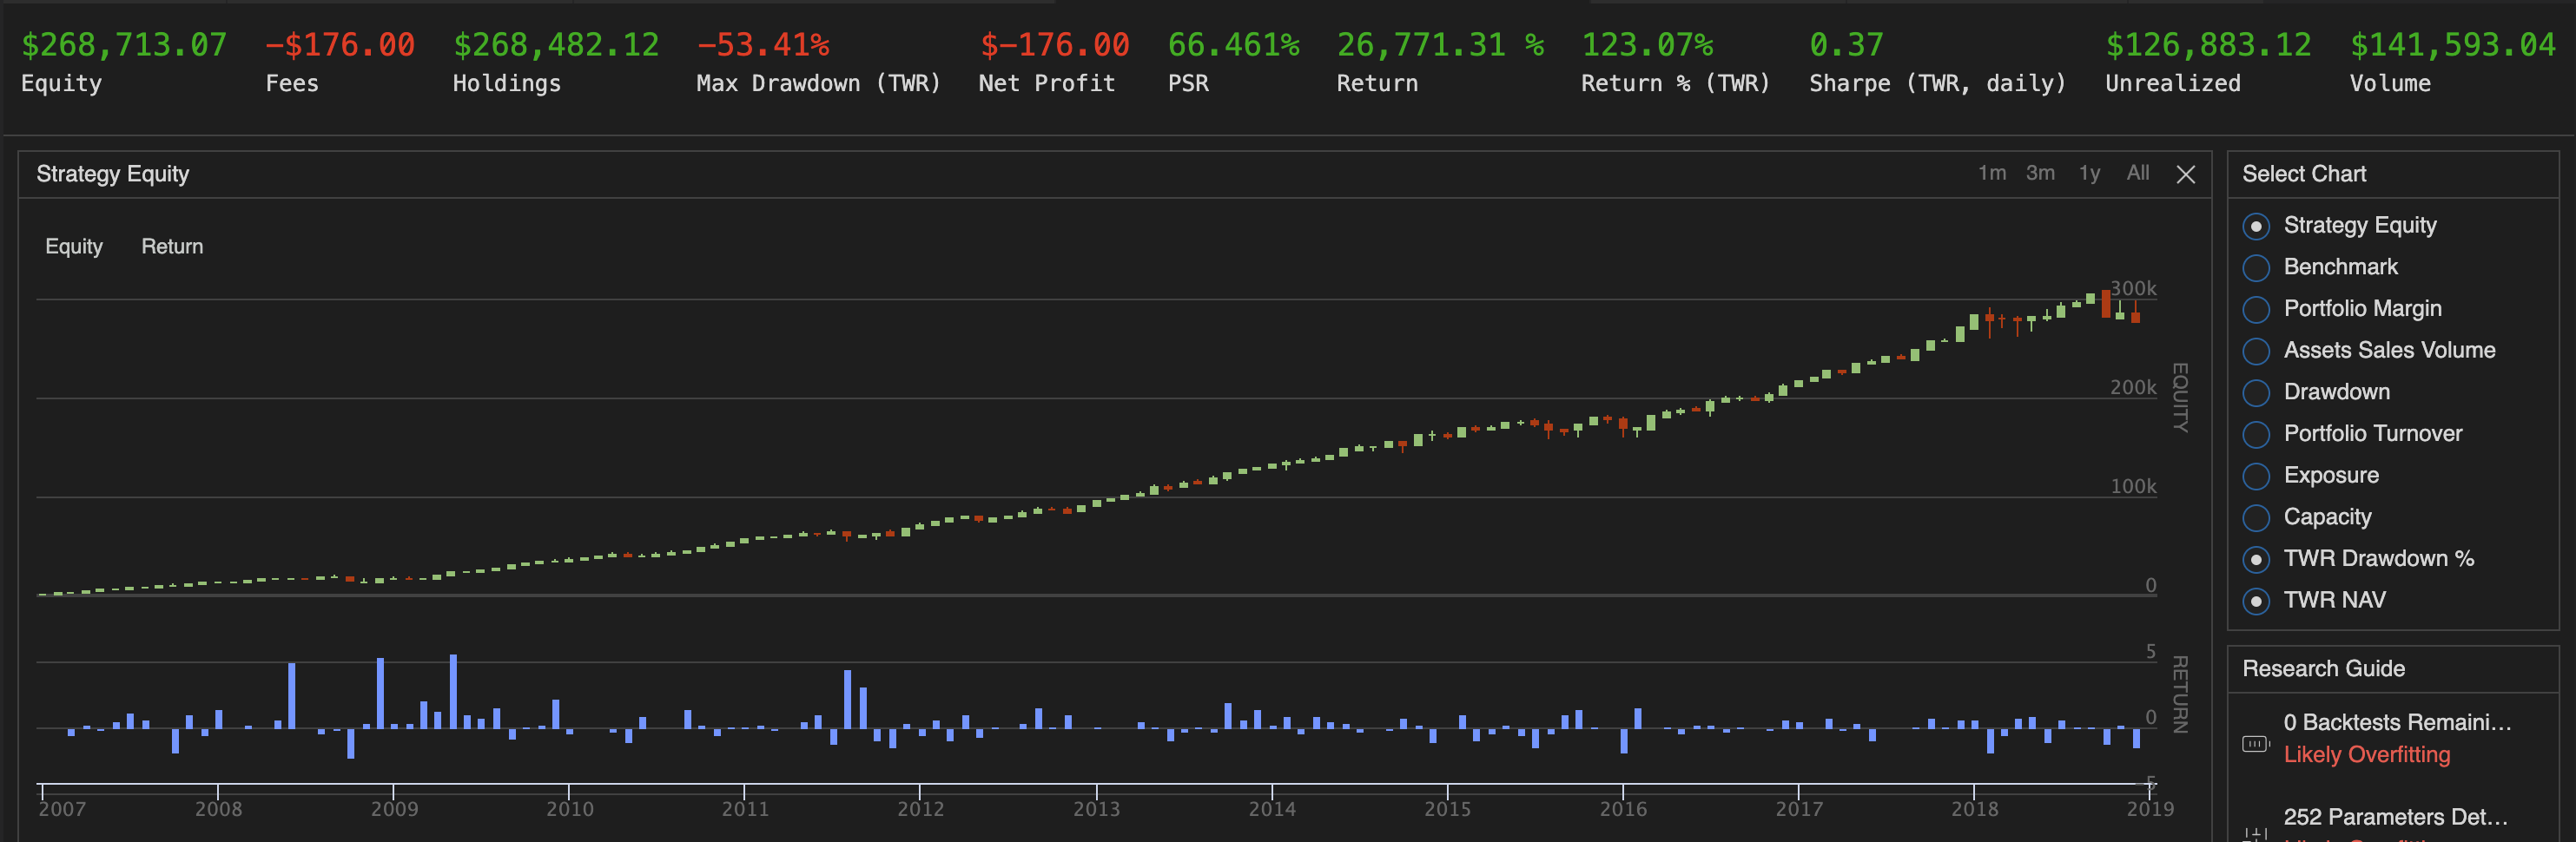 $268,713.07 -$176.00 $268,482.12 -53.41% $-176.00 66.461% 26,771.31 % 123.07% 0.37 $126,883.12 $141,593.04
Equity Fees Holdings Max Drawdown (TWR) Net Profit PSR Return Return % (TWR) Sharpe (TWR, daily) Unrealized Volume
Strategy Equity 1m 3m 1y All
Equity Return
300k
200k
100k
0
EQUITY
5
0
-5
RETURN
2007 2008 2009 2010 2011 2012 2013 2014 2015 2016 2017 2018 2019
Select Chart
Strategy Equity
Benchmark
Portfolio Margin
Assets Sales Volume
Drawdown
Portfolio Turnover
Exposure
Capacity
TWR Drawdown %
TWR NAV
Research Guide
0 Backtests Remaini...
Likely Overfitting
252 Parameters Det...